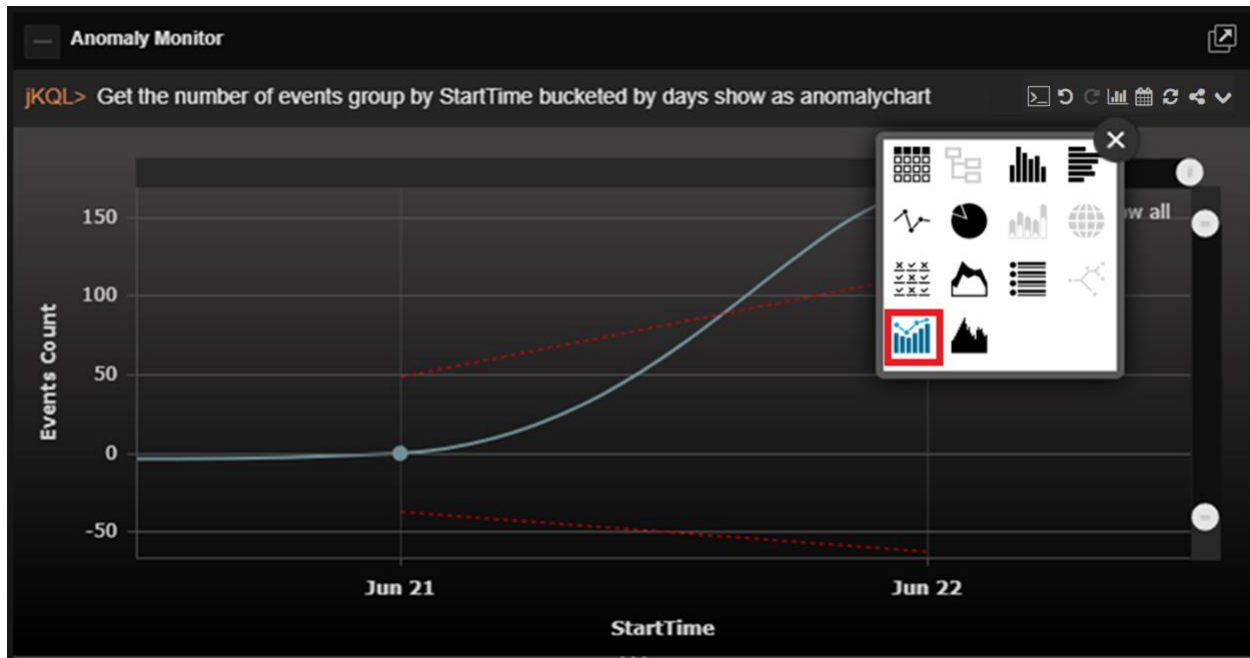 Anomaly Monitor
jKQL> Get the number of events group by StartTime bucketed by days show as anomalychart
w all
150
100
50
0
-50
Events Count
Jun 21
Jun 22
StartTime